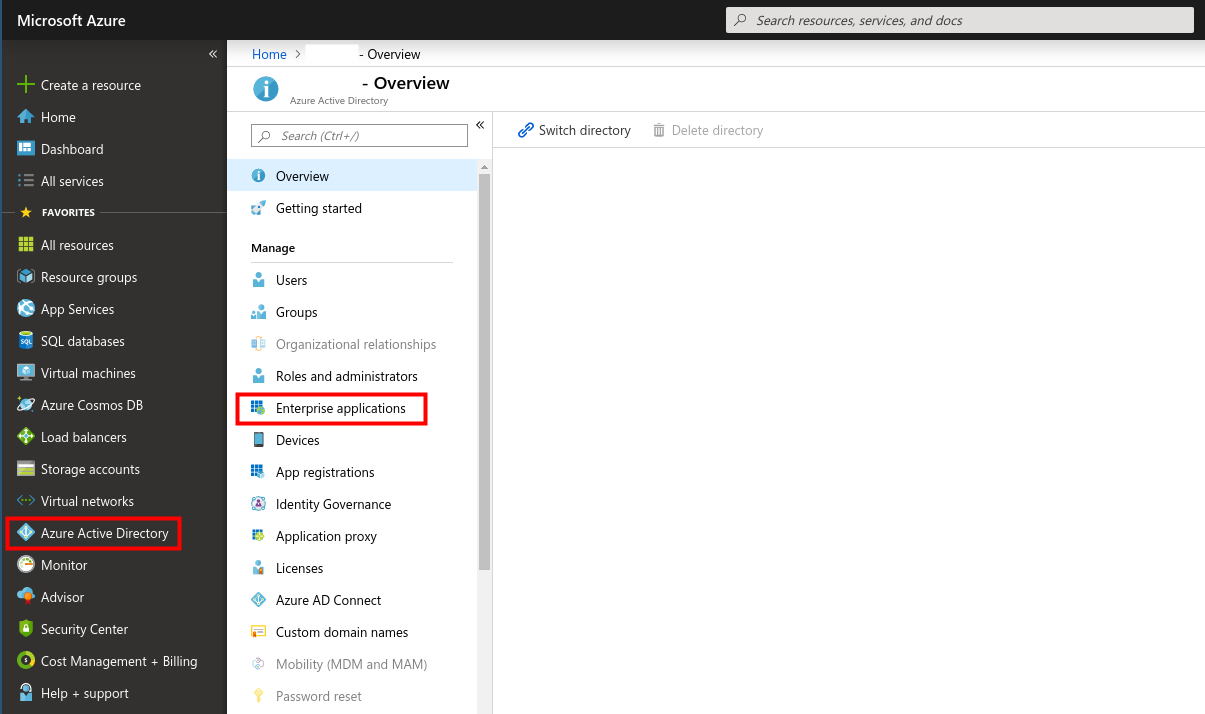 Microsoft Azure
Search resources, services, and docs
«
Create a resource
Home
Dashboard
All services
FAVORITES
All resources
Resource groups
App Services
SQL databases
Virtual machines
Azure Cosmos DB
Load balancers
Storage accounts
Virtual networks
Azure Active Directory
Monitor
Advisor
Security Center
Cost Management + Billing
Help + support
Home > - Overview
- Overview
Azure Active Directory
Search (Ctrl+/)
«
Overview
Getting started
Manage
Users
Groups
Organizational relationships
Roles and administrators
Enterprise applications
Devices
App registrations
Identity Governance
Application proxy
Licenses
Azure AD Connect
Custom domain names
Mobility (MDM and MAM)
Password reset
Switch directory
Delete directory